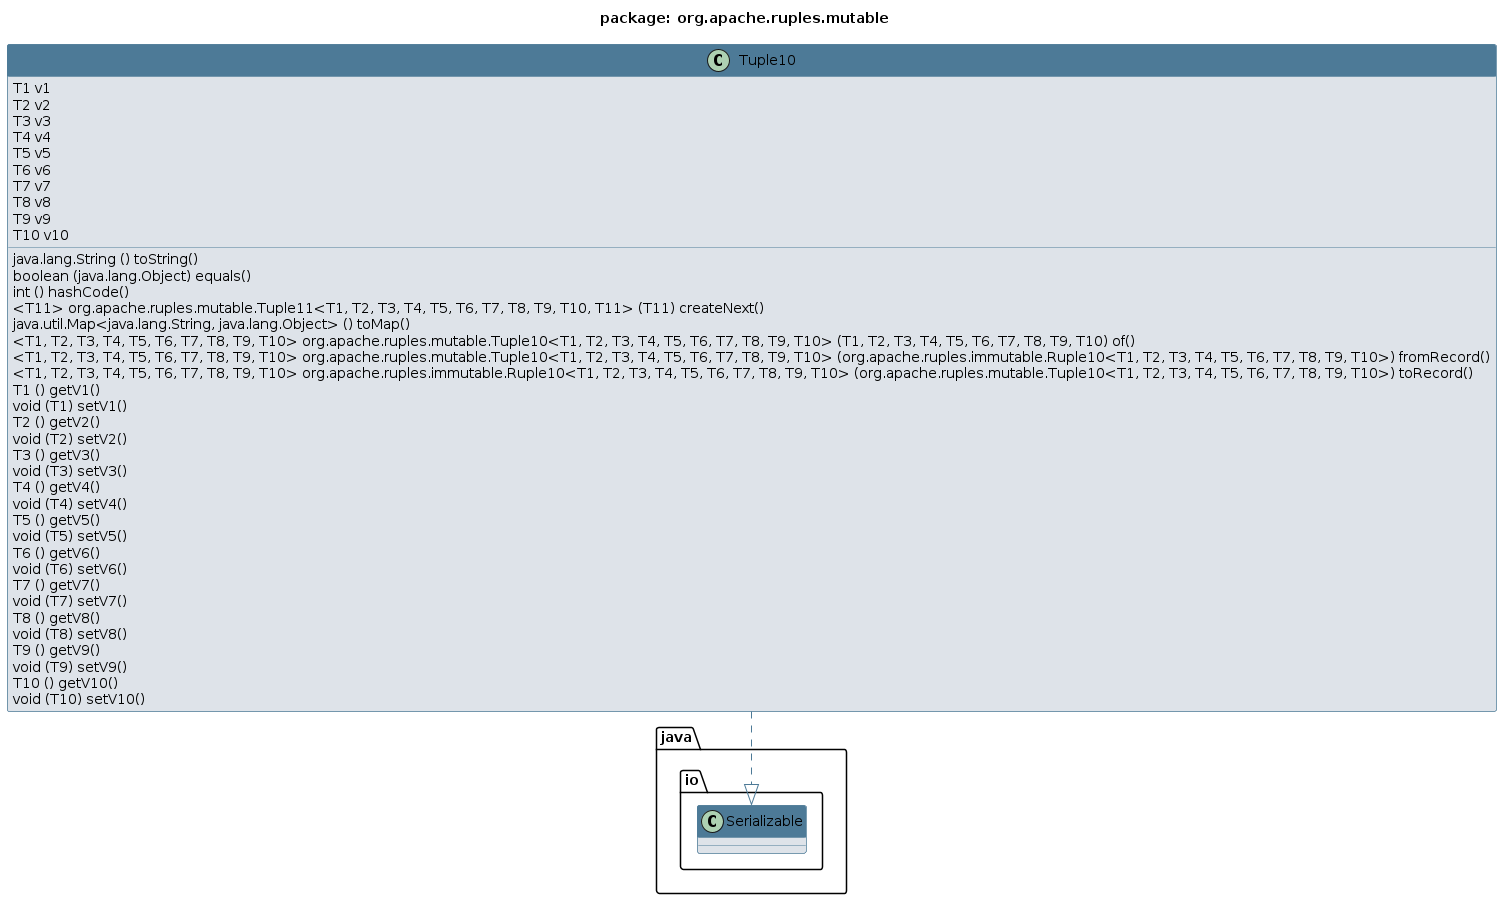 package: org.apache.ruples.mutable
C Tuple10
T1 v1
T2 v2
T3 v3
T4 v4
T5 v5
T6 v6
T7 v7
T8 v8
T9 v9
T10 v10
java.lang.String () toString()
boolean (java.lang.Object) equals()
int () hashCode()
<T11> org.apache.ruples.mutable.Tuple11<T1, T2, T3, T4, T5, T6, T7, T8, T9, T10, T11> (T11) createNext()
java.util.Map<java.lang.String, java.lang.Object> () toMap()
<T1, T2, T3, T4, T5, T6, T7, T8, T9, T10> org.apache.ruples.mutable.Tuple10<T1, T2, T3, T4, T5, T6, T7, T8, T9, T10> (T1, T2, T3, T4, T5, T6, T7, T8, T9, T10) of()
<T1, T2, T3, T4, T5, T6, T7, T8, T9, T10> org.apache.ruples.mutable.Tuple10<T1, T2, T3, T4, T5, T6, T7, T8, T9, T10> (org.apache.ruples.immutable.Ruple10<T1, T2, T3, T4, T5, T6, T7, T8, T9, T10>) fromRecord()
<T1, T2, T3, T4, T5, T6, T7, T8, T9, T10> org.apache.ruples.immutable.Ruple10<T1, T2, T3, T4, T5, T6, T7, T8, T9, T10> (org.apache.ruples.mutable.Tuple10<T1, T2, T3, T4, T5, T6, T7, T8, T9, T10>) toRecord()
T1 () getV1()
void (T1) setV1()
T2 () getV2()
void (T2) setV2()
T3 () getV3()
void (T3) setV3()
T4 () getV4()
void (T4) setV4()
T5 () getV5()
void (T5) setV5()
T6 () getV6()
void (T6) setV6()
T7 () getV7()
void (T7) setV7()
T8 () getV8()
void (T8) setV8()
T9 () getV9()
void (T9) setV9()
T10 () getV10()
void (T10) setV10()
java
io
C Serializable